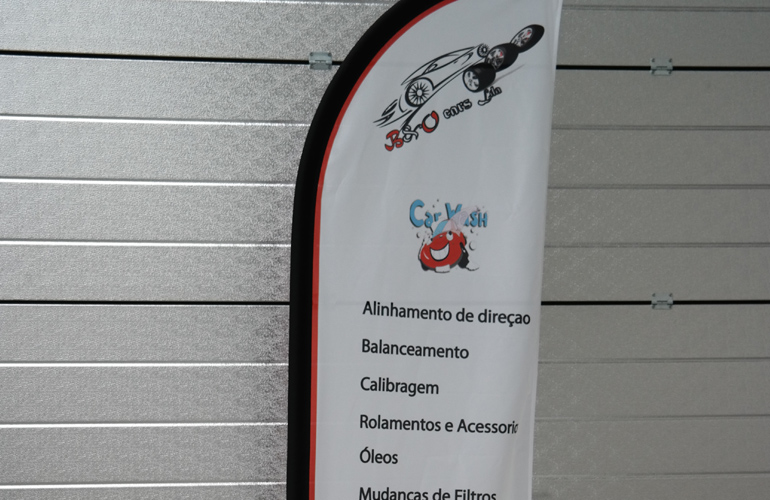 cars Lda
Car Wash
Alinhamento de direçao
Balanceamento
Calibragem
Rolamentos e Acessorio
Óleos
Mudanças de Filtros